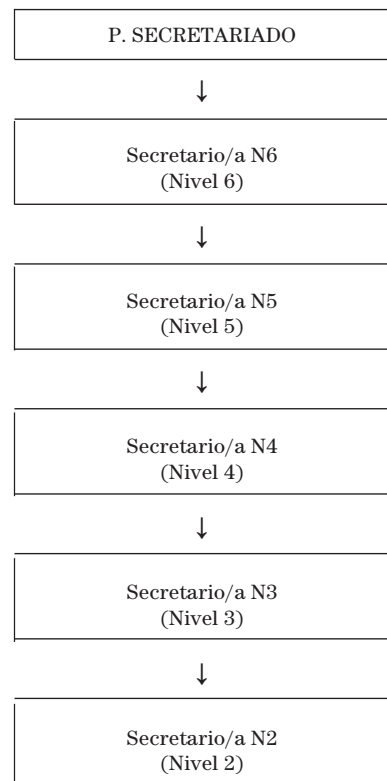 P. SECRETARIADO
↓
Secretario/a N6
(Nivel 6)
↓
Secretario/a N5
(Nivel 5)
↓
Secretario/a N4
(Nivel 4)
↓
Secretario/a N3
(Nivel 3)
↓
Secretario/a N2
(Nivel 2)